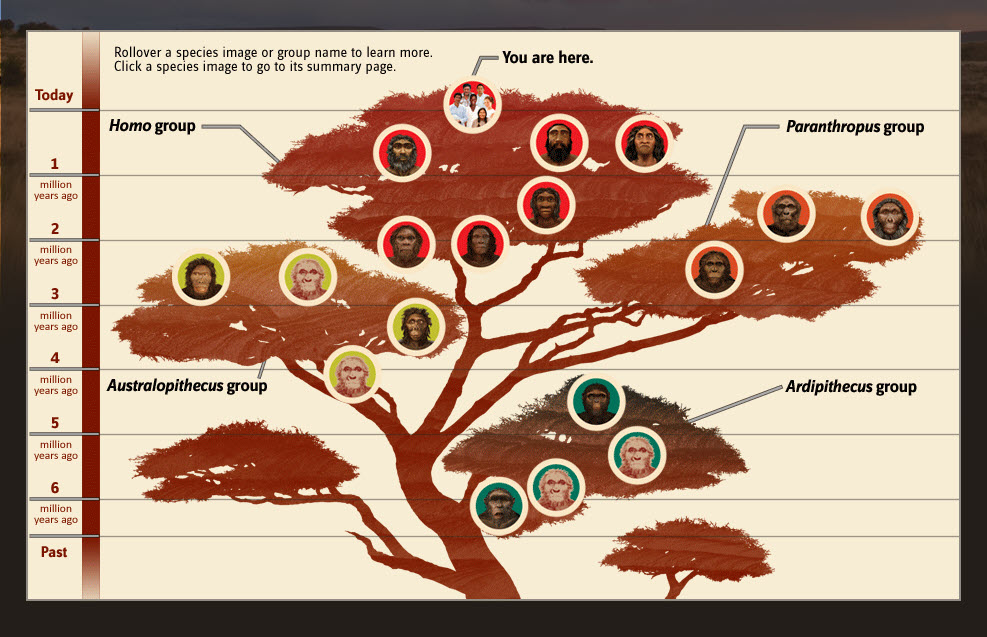 Rollover a species image or group name to learn more.
Click a species image to go to its summary page.
You are here.
Today
Homo group
Paranthropus group
1
million
years ago
2
million
years ago
3
million
years ago
4
million
years ago
Australopithecus group
Ardipithecus group
5
million
years ago
6
million
years ago
Past